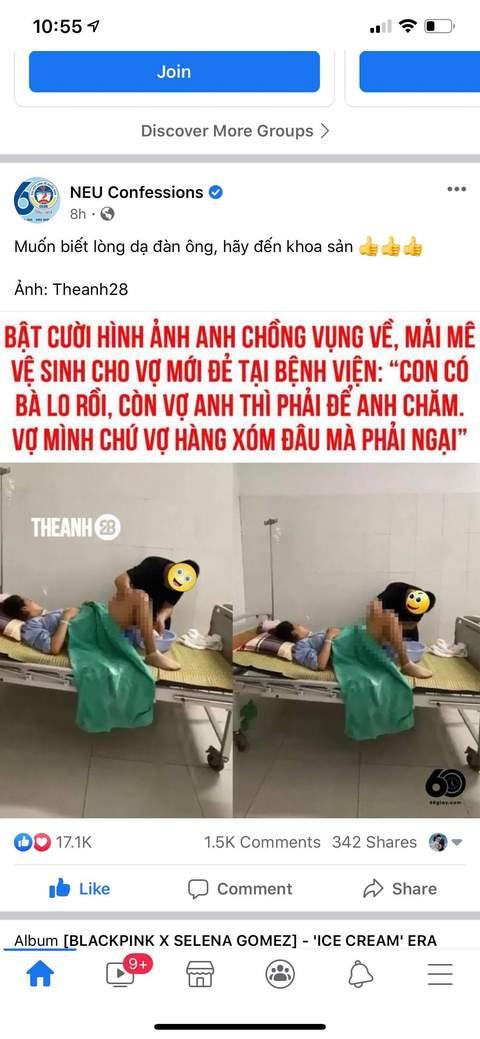 10:55
Join
Discover More Groups
NEU Confessions
8h
Muốn biết lòng dạ đàn ông, hãy đến khoa sản 👍👍👍
Ảnh: Theanh28
BẬT CƯỜI HÌNH ẢNH ANH CHỒNG VỤNG VỀ, MẢI MÊ
VỆ SINH CHO VỢ MỚI ĐẺ TẠI BỆNH VIỆN: “CON CÓ
BÀ LO RỒI, CÒN VỢ ANH THÌ PHẢI ĐỂ ANH CHĂM.
VỢ MÌNH CHỨ VỢ HÀNG XÓM ĐÂU MÀ PHẢI NGẠI”
THEANH28
60
60giay.com
17.1K
1.5K Comments 342 Shares
Like Comment Share
Album [BLACKPINK X SELENA GOMEZ] - 'ICE CREAM' ERA
9+